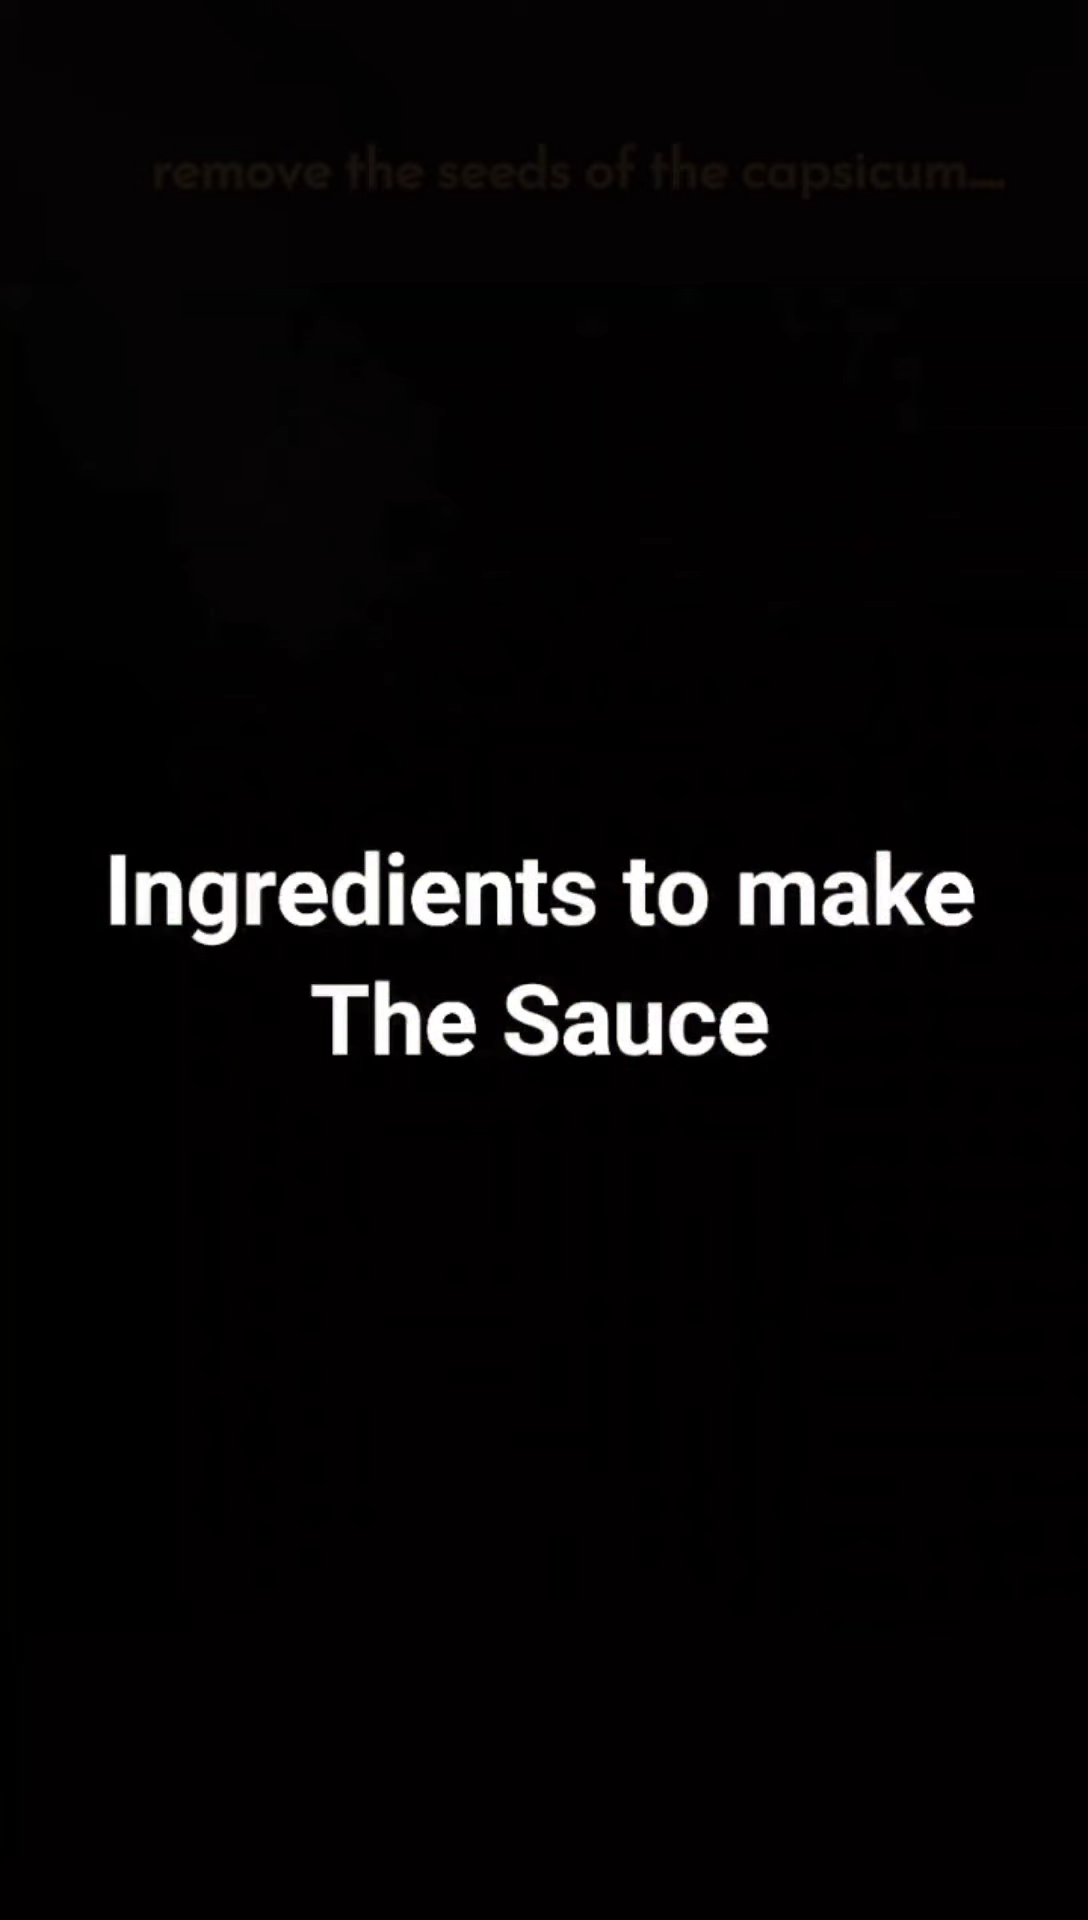 remove the seeds of the capsicum...
Ingredients to make
The Sauce